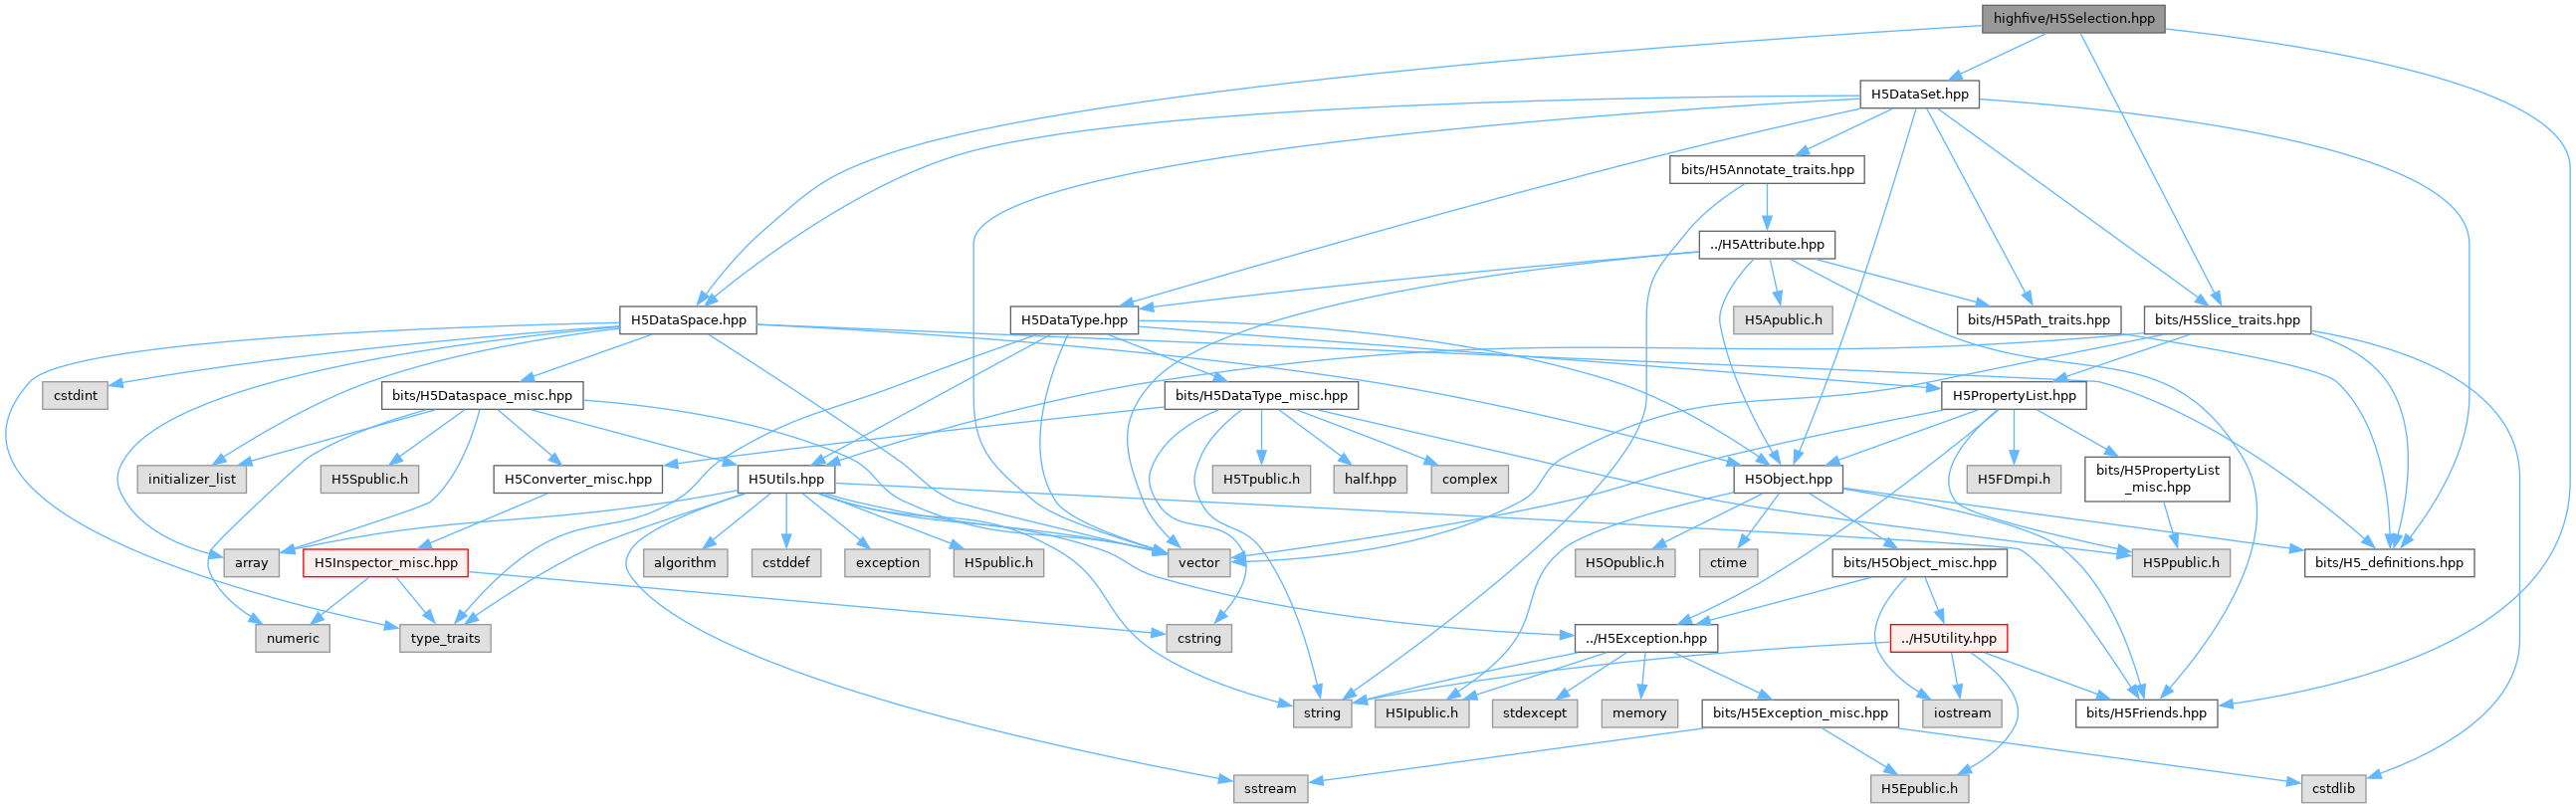 highfive/H5Selection.hpp
H5DataSet.hpp
bits/H5Annotate_traits.hpp
../H5Attribute.hpp
H5DataSpace.hpp
H5DataType.hpp
H5Apublic.h
bits/H5Path_traits.hpp
bits/H5Slice_traits.hpp
cstdint
bits/H5Dataspace_misc.hpp
bits/H5DataType_misc.hpp
H5PropertyList.hpp
initializer_list
H5Spublic.h
H5Converter_misc.hpp
H5Utils.hpp
H5Tpublic.h
half.hpp
complex
H5Object.hpp
H5FDmpi.h
bits/H5PropertyList
_misc.hpp
array
H5Inspector_misc.hpp
algorithm
cstddef
exception
H5public.h
vector
H5Opublic.h
ctime
bits/H5Object_misc.hpp
H5Ppublic.h
bits/H5_definitions.hpp
numeric
type_traits
cstring
../H5Exception.hpp
../H5Utility.hpp
string
H5Ipublic.h
stdexcept
memory
bits/H5Exception_misc.hpp
iostream
bits/H5Friends.hpp
sstream
H5Epublic.h
cstdlib